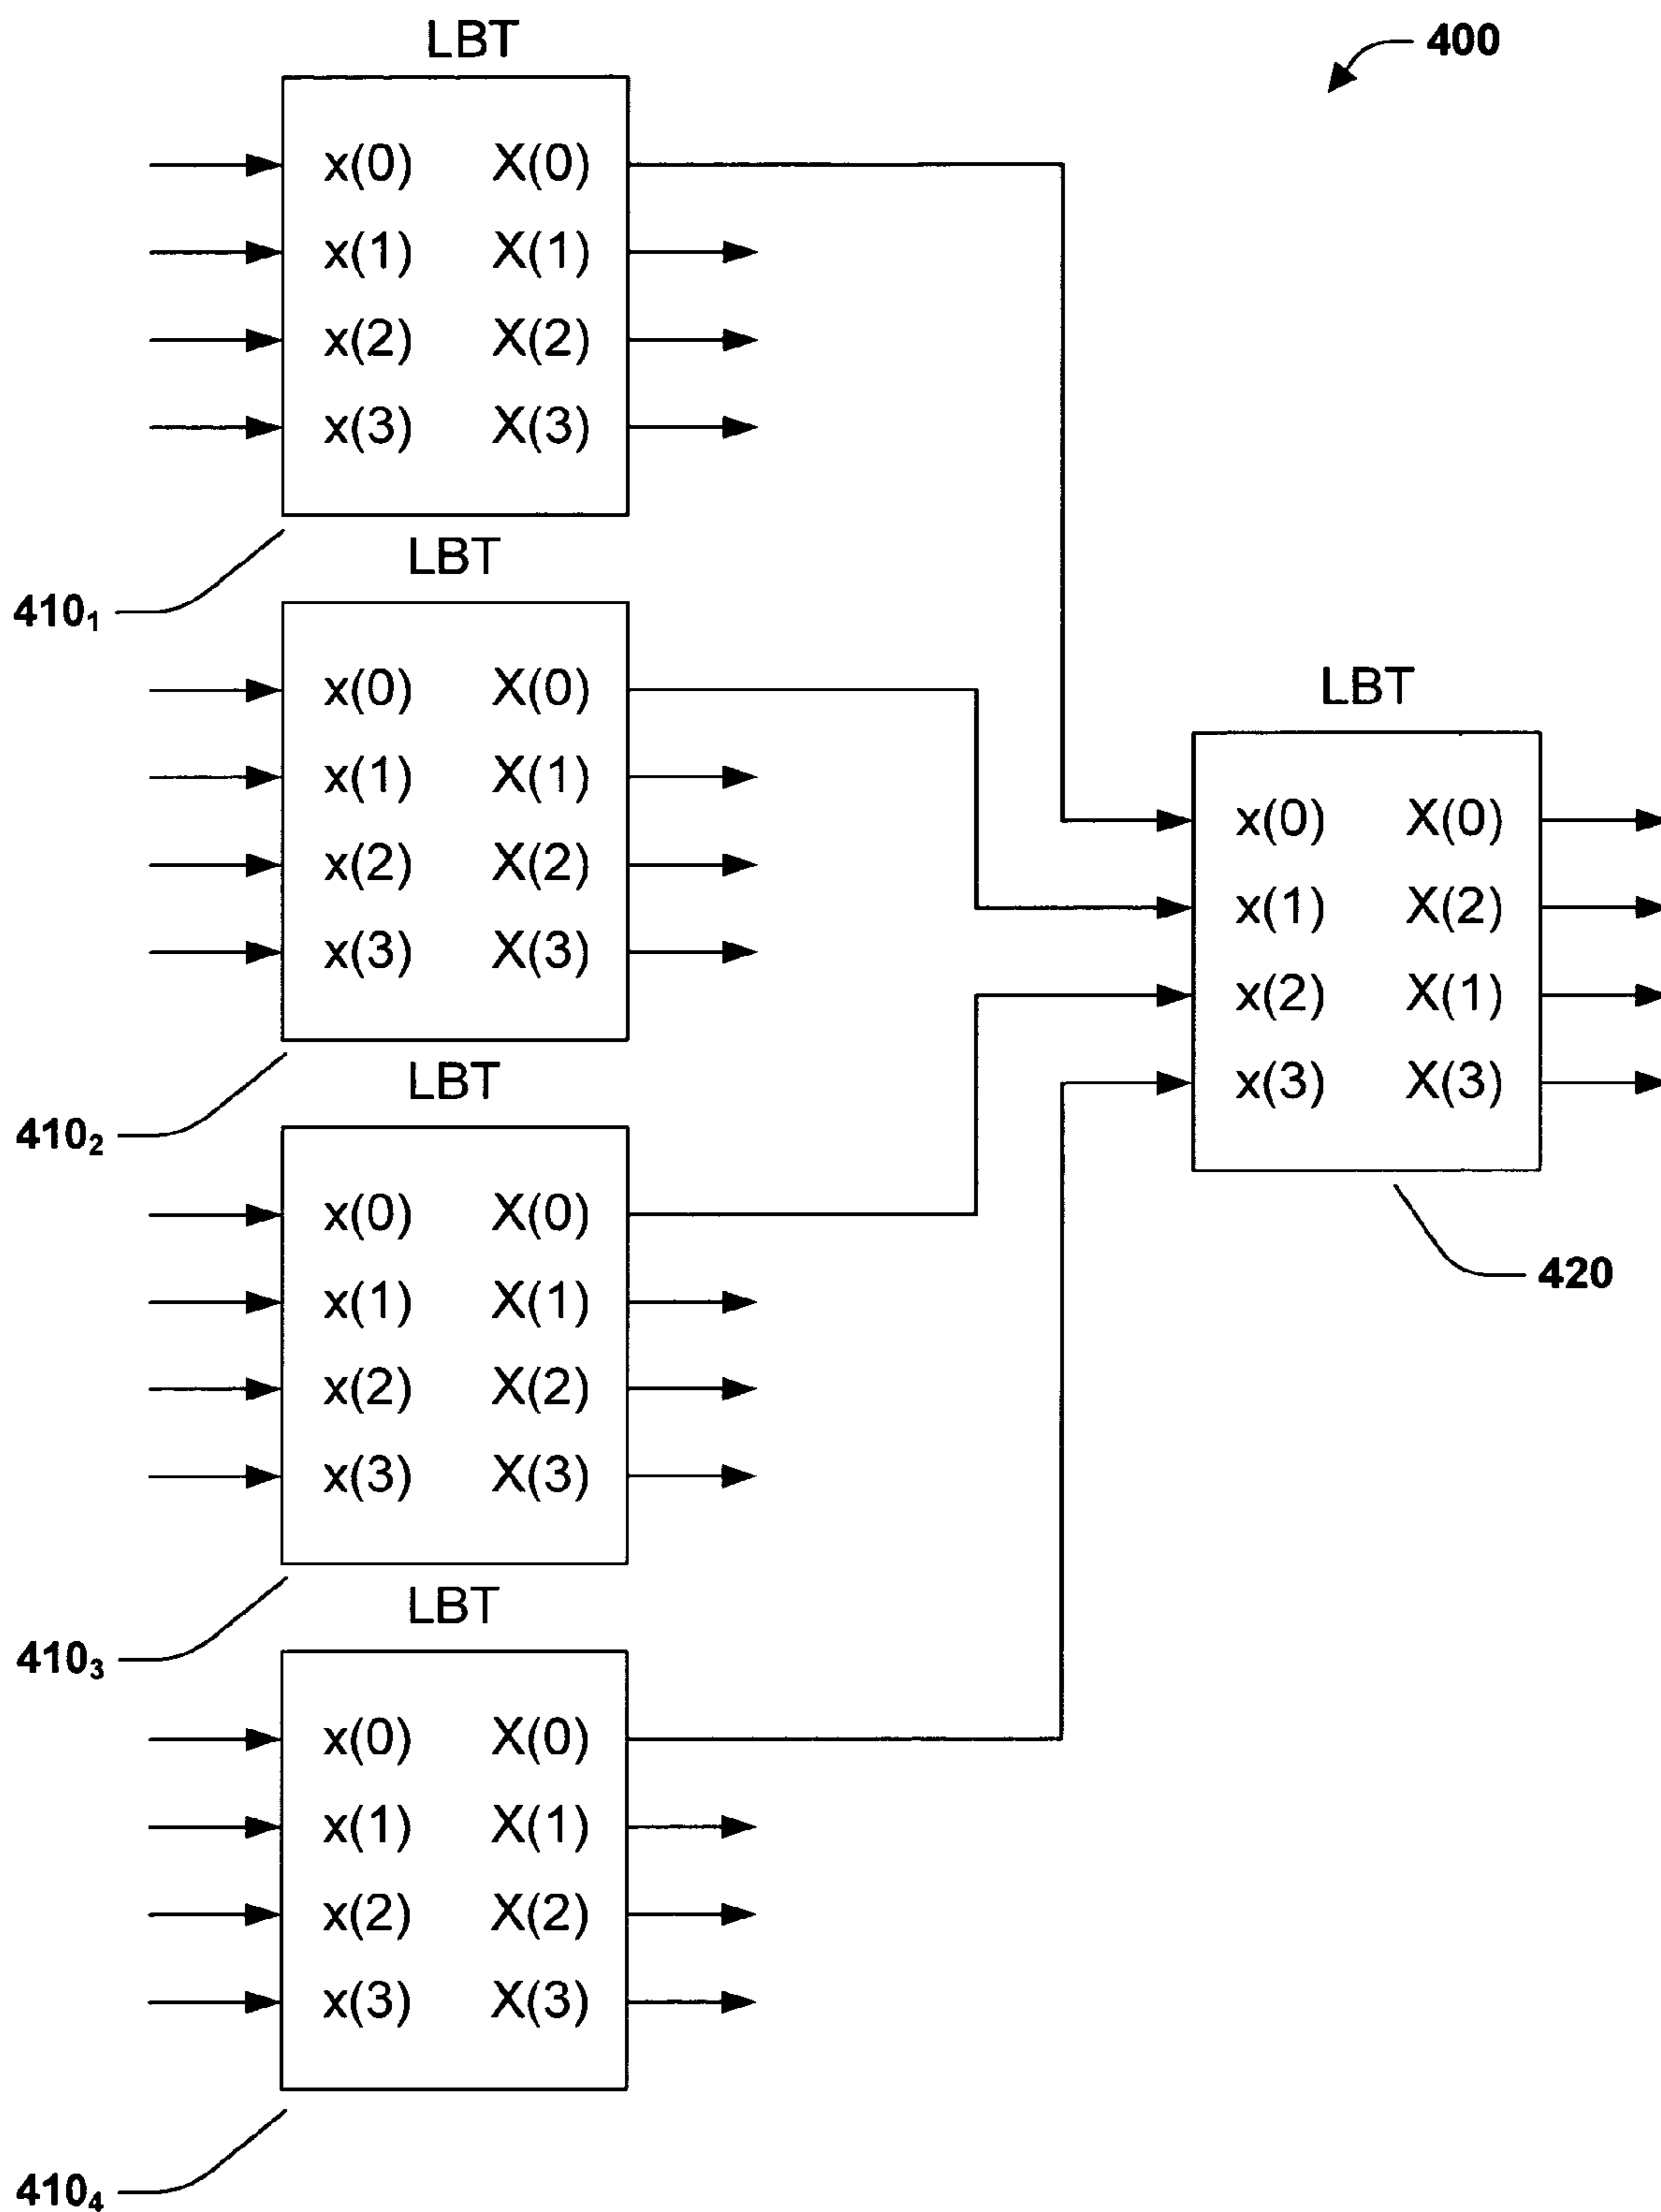 LBT
400
x(0) X(0)
x(1) X(1)
x(2) X(2)
x(3) X(3)
410₁
LBT
x(0) X(0)
x(1) X(1)
x(2) X(2)
x(3) X(3)
410₂
LBT
x(0) X(0)
x(2) X(2)
x(1) X(1)
x(3) X(3)
410₃
LBT
x(0) X(0)
x(1) X(1)
x(2) X(2)
x(3) X(3)
410₄
LBT
x(0) X(0)
x(1) X(2)
x(2) X(1)
x(3) X(3)
420